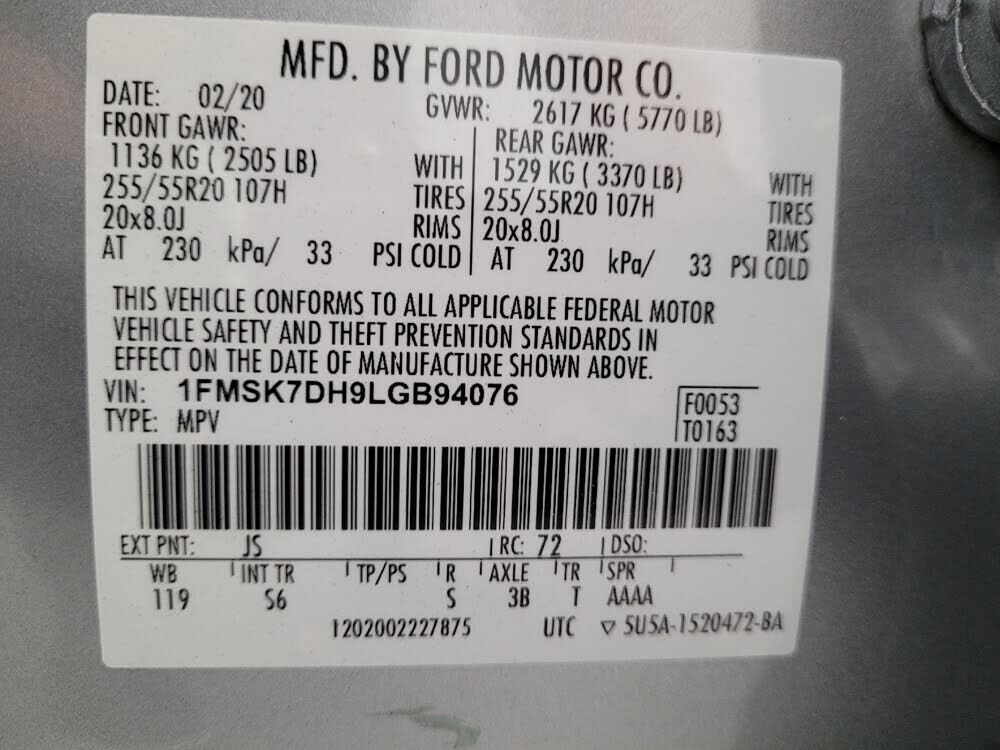 MFD. BY FORD MOTOR CO.
DATE: 02/20 GVWR: 2617 KG ( 5770 LB)
FRONT GAWR: REAR GAWR:
1136 KG ( 2505 LB) WITH 1529 KG ( 3370 LB) WITH
255/55R20 107H TIRES 255/55R20 107H TIRES
20x8.0J RIMS 20x8.0J RIMS
AT 230 kPa/ 33 PSI COLD AT 230 kPa/ 33 PSI COLD
THIS VEHICLE CONFORMS TO ALL APPLICABLE FEDERAL MOTOR
VEHICLE SAFETY AND THEFT PREVENTION STANDARDS IN
EFFECT ON THE DATE OF MANUFACTURE SHOWN ABOVE.
VIN: 1FMSK7DH9LGB94076 F0053
TYPE: MPV T0163
EXT PNT: JS RC: 72 DSO:
WB INT TR TP/PS R AXLE TR SPR
119 S6 S 3B T AAAA
1202002227875 UTC ▽ 5U5A-1520472-BA